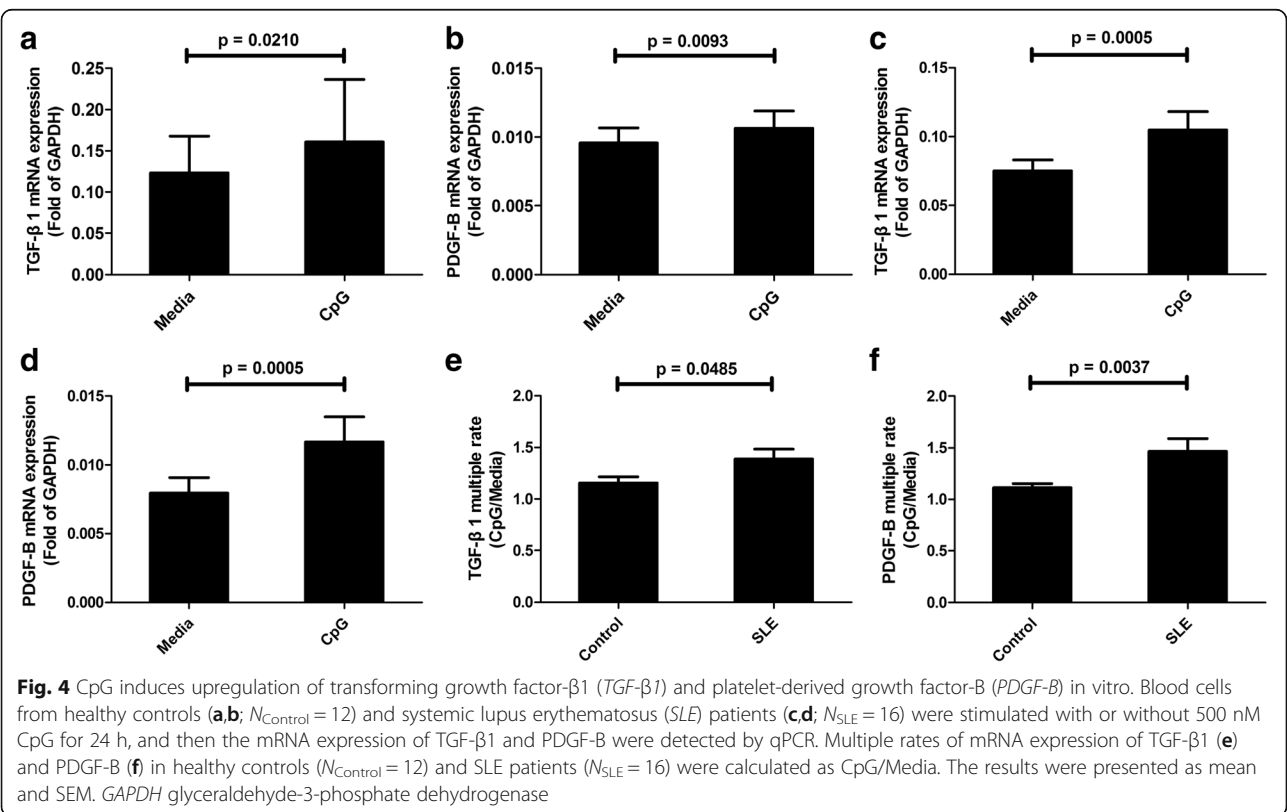 a
p = 0.0210
TGF-β 1 mRNA expression
(Fold of GAPDH)
0.25
0.20
0.15
0.10
0.05
0.00
Media
CpG
b
p = 0.0093
PDGF-B mRNA expression
(Fold of GAPDH)
0.015
0.010
0.005
0.000
Media
CpG
c
p = 0.0005
TGF-β 1 mRNA expression
(Fold of GAPDH)
0.15
0.10
0.05
0.00
Media
CpG
d
p = 0.0005
PDGF-B mRNA expression
(Fold of GAPDH)
0.015
0.010
0.005
0.000
Media
CpG
e
p = 0.0485
TGF-β 1 multiple rate
(CpG/Media)
2.0
1.5
1.0
0.5
0.0
Control
SLE
f
p = 0.0037
PDGF-B multiple rate
(CpG/Media)
2.0
1.5
1.0
0.5
0.0
Control
SLE
Fig. 4 CpG induces upregulation of transforming growth factor-β1 (TGF-β1) and platelet-derived growth factor-B (PDGF-B) in vitro. Blood cells
from healthy controls (a,b; NControl = 12) and systemic lupus erythematosus (SLE) patients (c,d; NSLE = 16) were stimulated with or without 500 nM
CpG for 24 h, and then the mRNA expression of TGF-β1 and PDGF-B were detected by qPCR. Multiple rates of mRNA expression of TGF-β1 (e)
and PDGF-B (f) in healthy controls (NControl = 12) and SLE patients (NSLE = 16) were calculated as CpG/Media. The results were presented as mean
and SEM. GAPDH glyceraldehyde-3-phosphate dehydrogenase